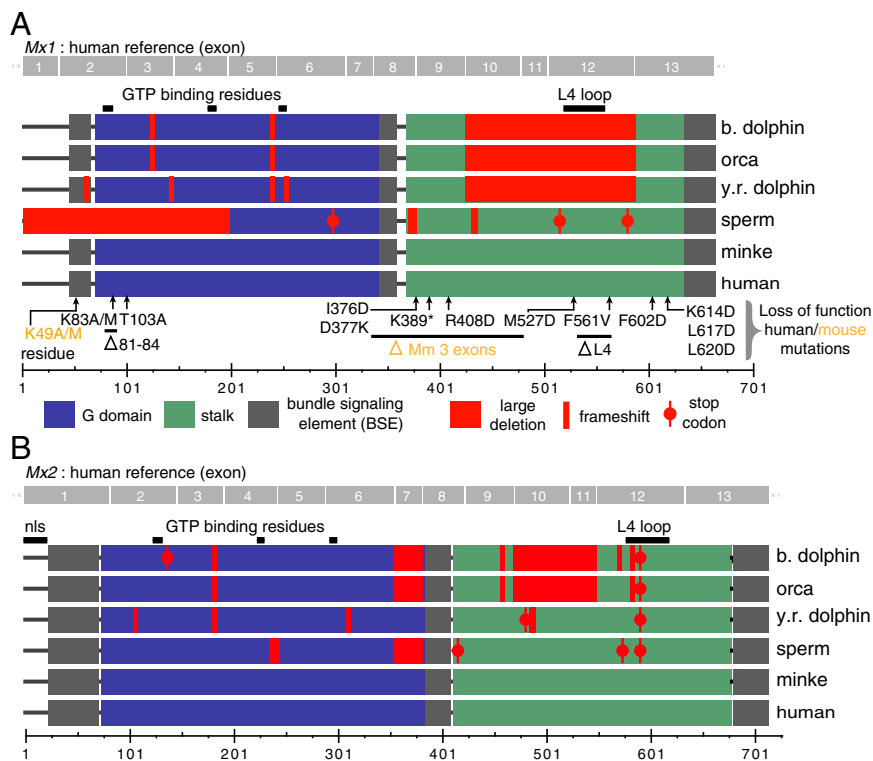 A
Mx1 : human reference (exon)
1 2 3 4 5 6 7 8 9 10 11 12 13
GTP binding residues
L4 loop
b. dolphin
orca
y.r. dolphin
sperm
minke
human
K49A/M
K83A/M
T103A
Δ81-84
I376D
D377K
K389*
R408D
M527D
F561V
F602D
K614D
L617D
L620D
Δ Mm 3 exons
ΔL4
Loss of function
human/mouse
mutations
residue
1 101 201 301 401 501 601 701
G domain
stalk
bundle signaling
element (BSE)
large
deletion
frameshift
stop
codon
B
Mx2 : human reference (exon)
1 2 3 4 5 6 7 8 9 10 11 12 13
nls
GTP binding residues
L4 loop
b. dolphin
orca
y.r. dolphin
sperm
minke
human
1 101 201 301 401 501 601 701